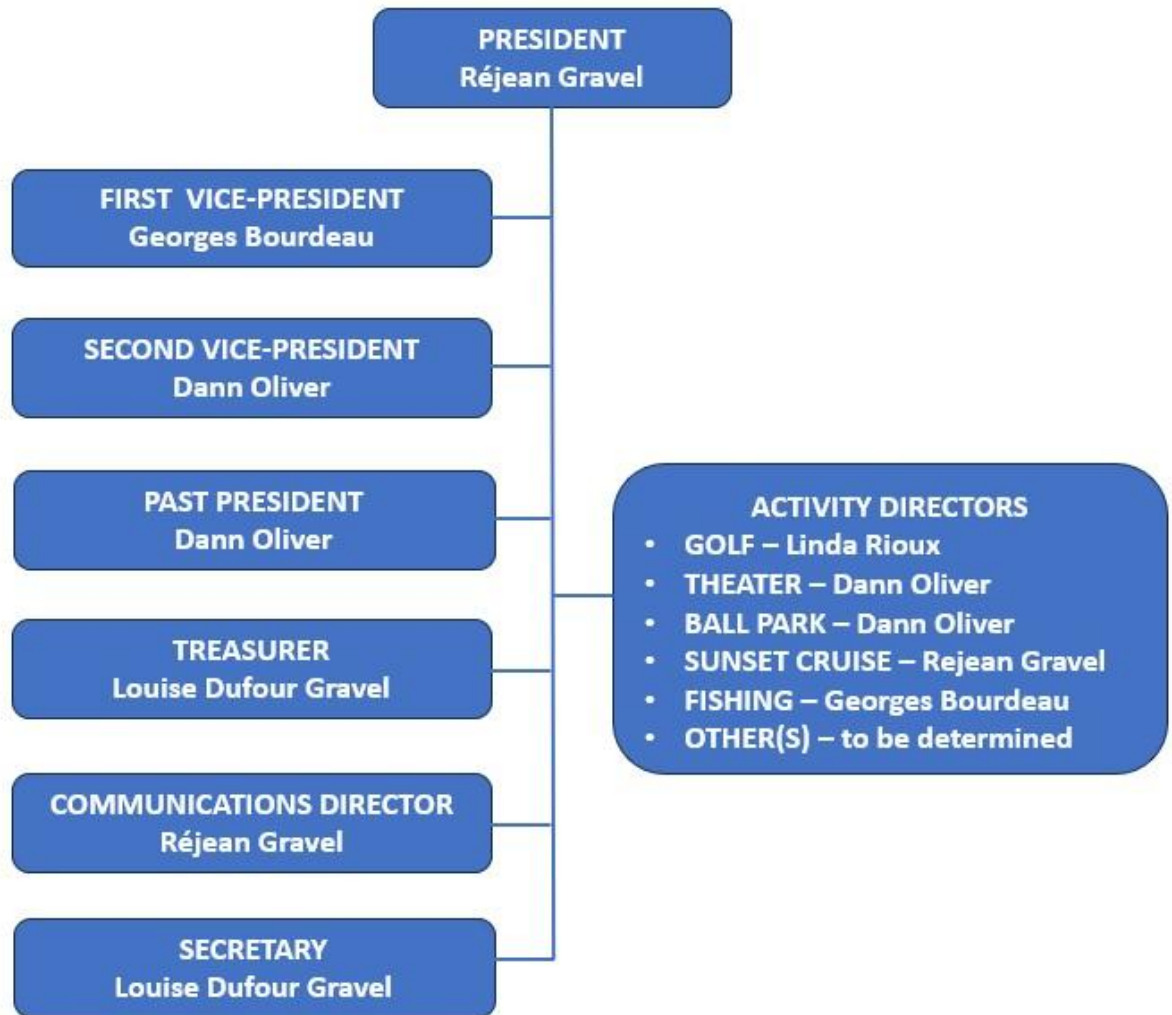 PRESIDENT
Réjean Gravel
FIRST VICE-PRESIDENT
Georges Bourdeau
SECOND VICE-PRESIDENT
Dann Oliver
PAST PRESIDENT
Dann Oliver
TREASURER
Louise Dufour Gravel
COMMUNICATIONS DIRECTOR
Réjean Gravel
SECRETARY
Louise Dufour Gravel
ACTIVITY DIRECTORS
• GOLF – Linda Rioux
• THEATER – Dann Oliver
• BALL PARK – Dann Oliver
• SUNSET CRUISE – Rejean Gravel
• FISHING – Georges Bourdeau
• OTHER(S) – to be determined